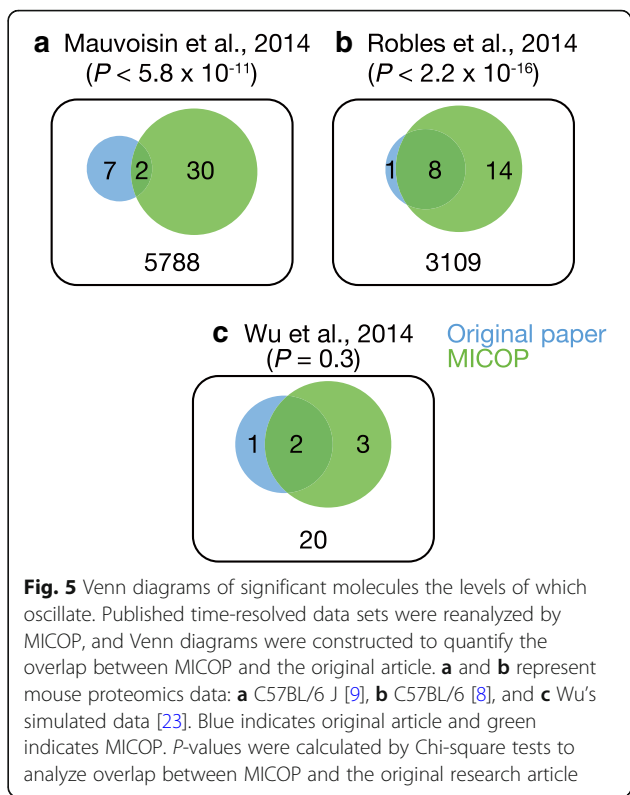 a Mauvoisin et al., 2014
(P < 5.8 x 10-11)
7 2 30
5788
b Robles et al., 2014
(P < 2.2 x 10-16)
1 8 14
3109
c Wu et al., 2014
(P = 0.3)
1 2 3
20
Original paper
MICOP
Fig. 5 Venn diagrams of significant molecules the levels of which
oscillate. Published time-resolved data sets were reanalyzed by
MICOP, and Venn diagrams were constructed to quantify the
overlap between MICOP and the original article. a and b represent
mouse proteomics data: a C57BL/6 J [9], b C57BL/6 [8], and c Wu's
simulated data [23]. Blue indicates original article and green
indicates MICOP. P-values were calculated by Chi-square tests to
analyze overlap between MICOP and the original research article